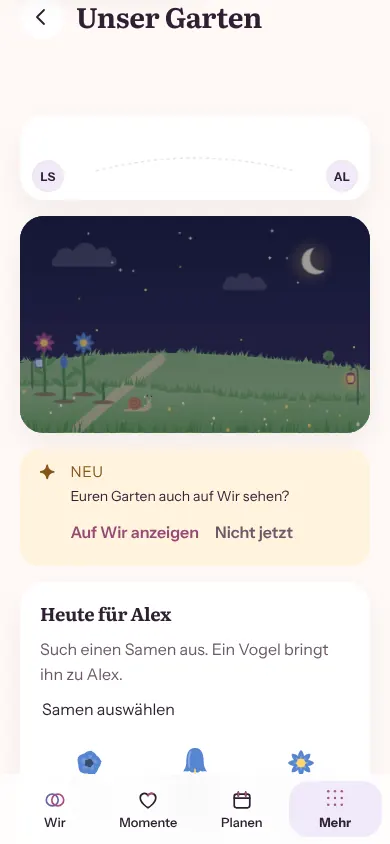 Unser Garten
LS
AL
NEU
Euren Garten auch auf Wir sehen?
Auf Wir anzeigen Nicht jetzt
Heute für Alex
Such einen Samen aus. Ein Vogel bringt
ihn zu Alex.
Samen auswählen
Wir Momente Planen Mehr